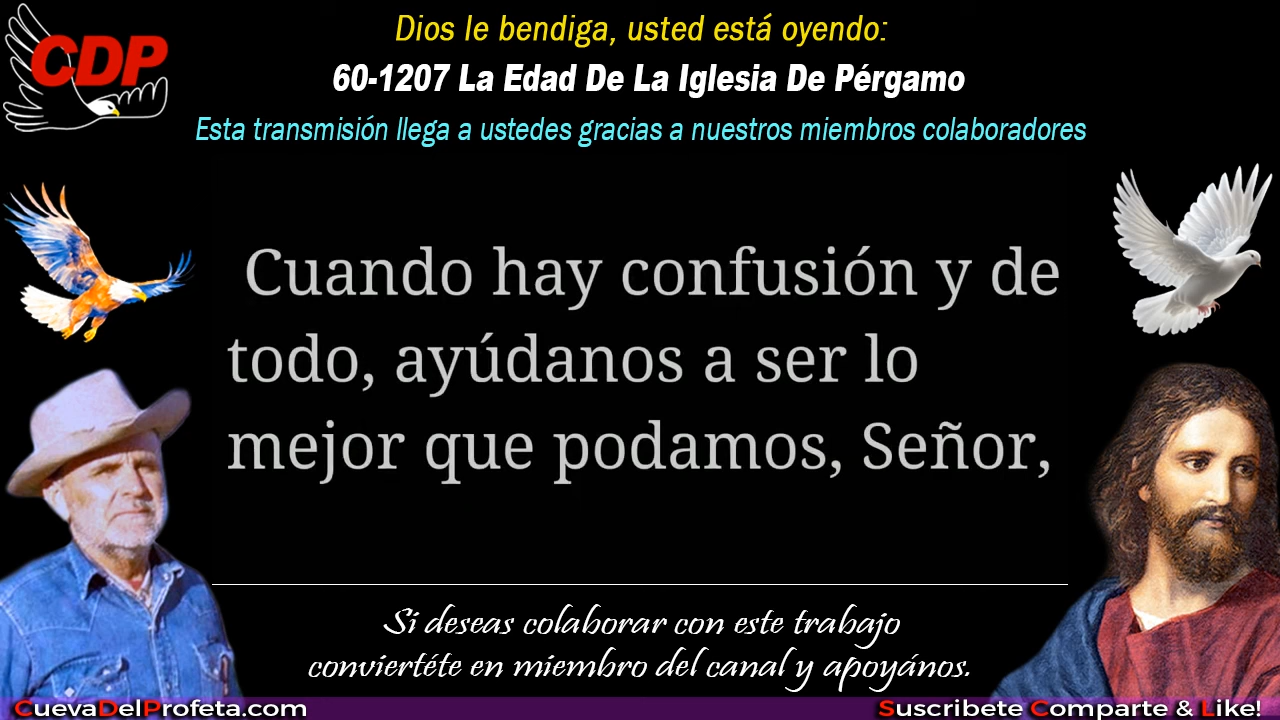 CDP
Dios le bendiga, usted está oyendo:
60-1207 La Edad De La Iglesia De Pérgamo
Esta transmisión llega a ustedes gracias a nuestros miembros colaboradores
Cuando hay confusión y de
todo, ayúdanos a ser lo
mejor que podamos, Señor,
Si deseas colaborar con este trabajo
conviertéte en miembro del canal y apoyános.
CuevaDelProfeta.com
Suscribete Comparte & Like!